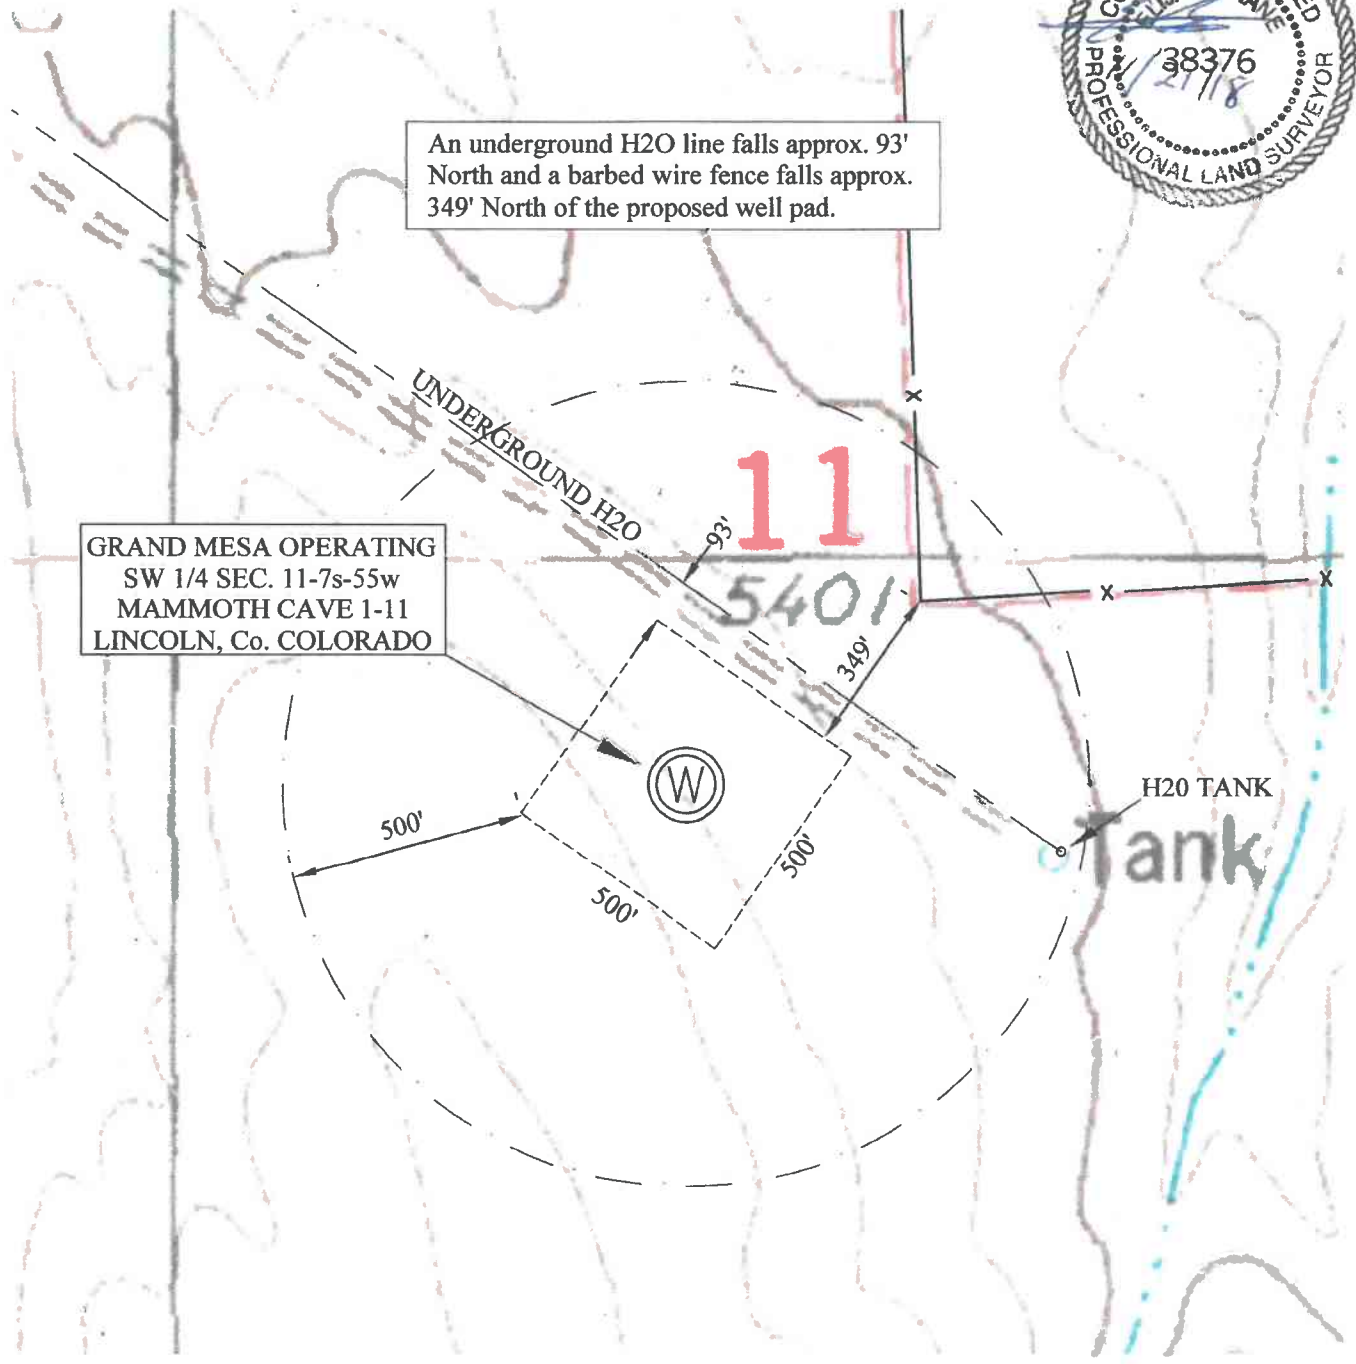 38376
21/18
PROFESSIONAL LAND SURVEYOR
An underground H2O line falls approx. 93'
North and a barbed wire fence falls approx.
349' North of the proposed well pad.
X
UNDERGROUND H2O
11
93'
GRAND MESA OPERATING
SW 1/4 SEC. 11-7s-55w
MAMMOTH CAVE 1-11
LINCOLN, Co. COLORADO
5401
X
X
349'
W
H20 TANK
500'
500'
Tank
500'